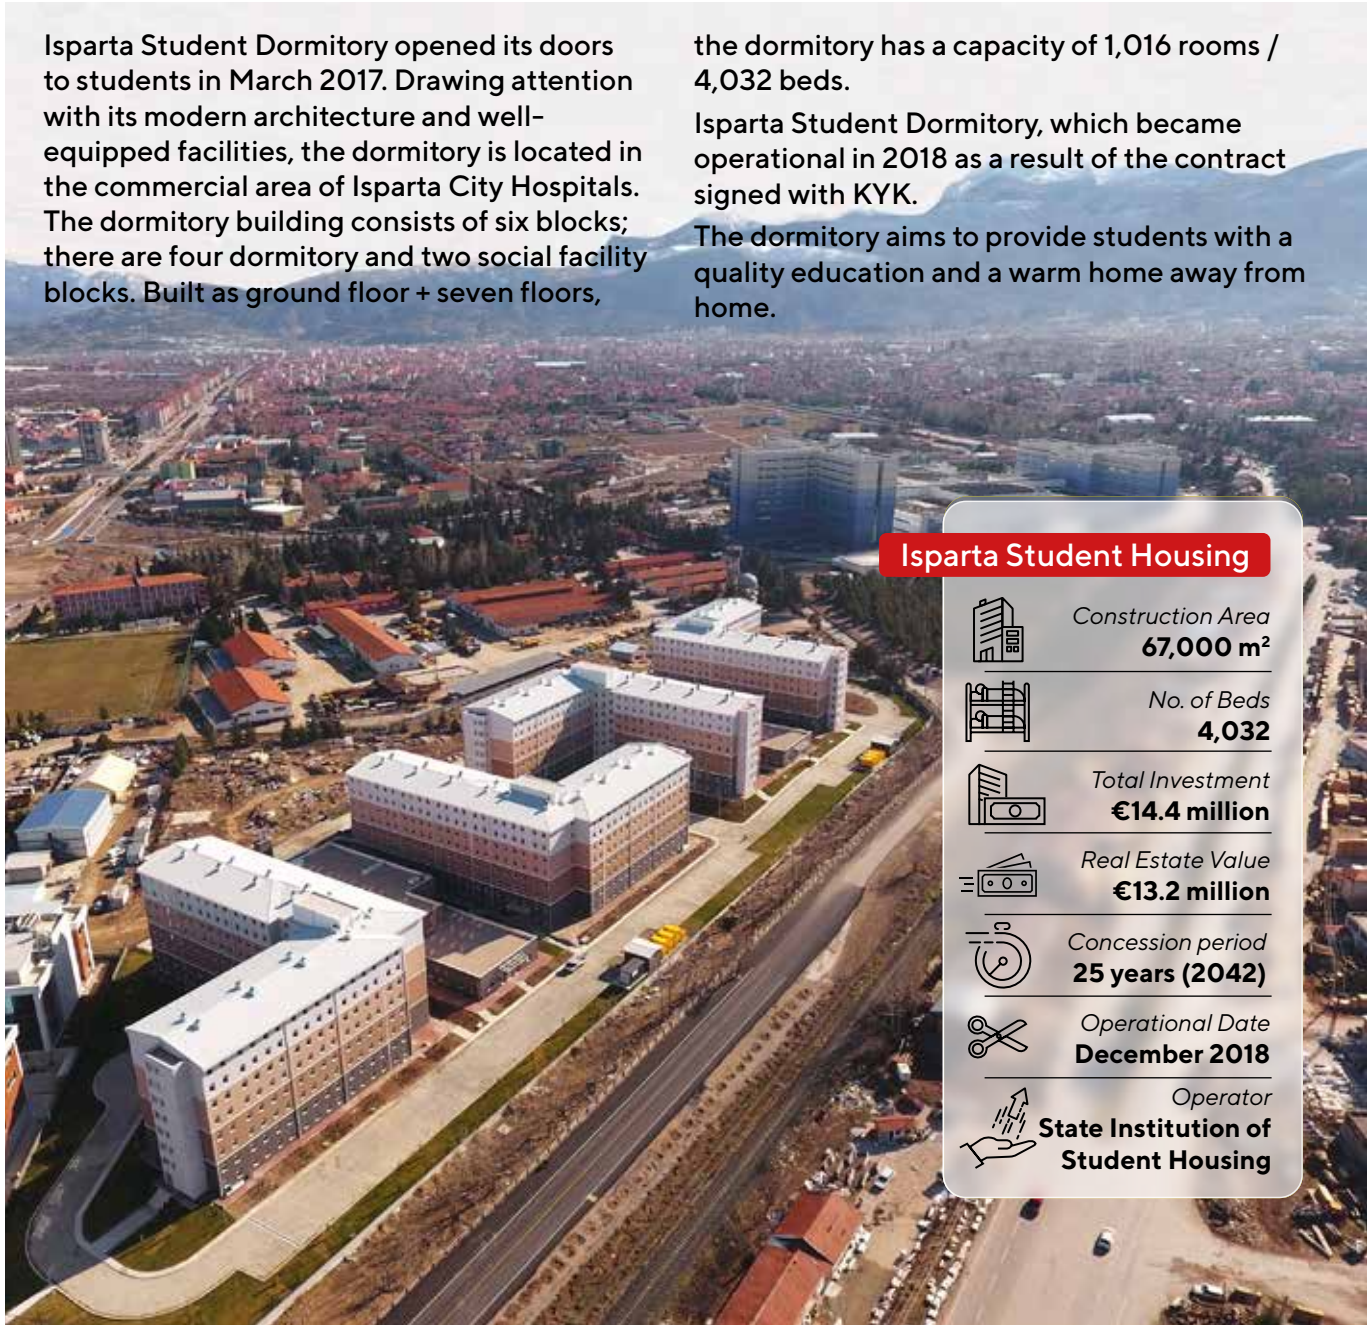 Isparta Student Dormitory opened its doors
to students in March 2017. Drawing attention
with its modern architecture and well-
equipped facilities, the dormitory is located in
the commercial area of Isparta City Hospitals.
The dormitory building consists of six blocks;
there are four dormitory and two social facility
blocks. Built as ground floor + seven floors,
the dormitory has a capacity of 1,016 rooms /
4,032 beds.
Isparta Student Dormitory, which became
operational in 2018 as a result of the contract
signed with KYK.
The dormitory aims to provide students with a
quality education and a warm home away from
home.
Isparta Student Housing
Construction Area
67,000 m²
No. of Beds
4,032
Total Investment
€14.4 million
Real Estate Value
€13.2 million
Concession period
25 years (2042)
Operational Date
December 2018
Operator
State Institution of
Student Housing